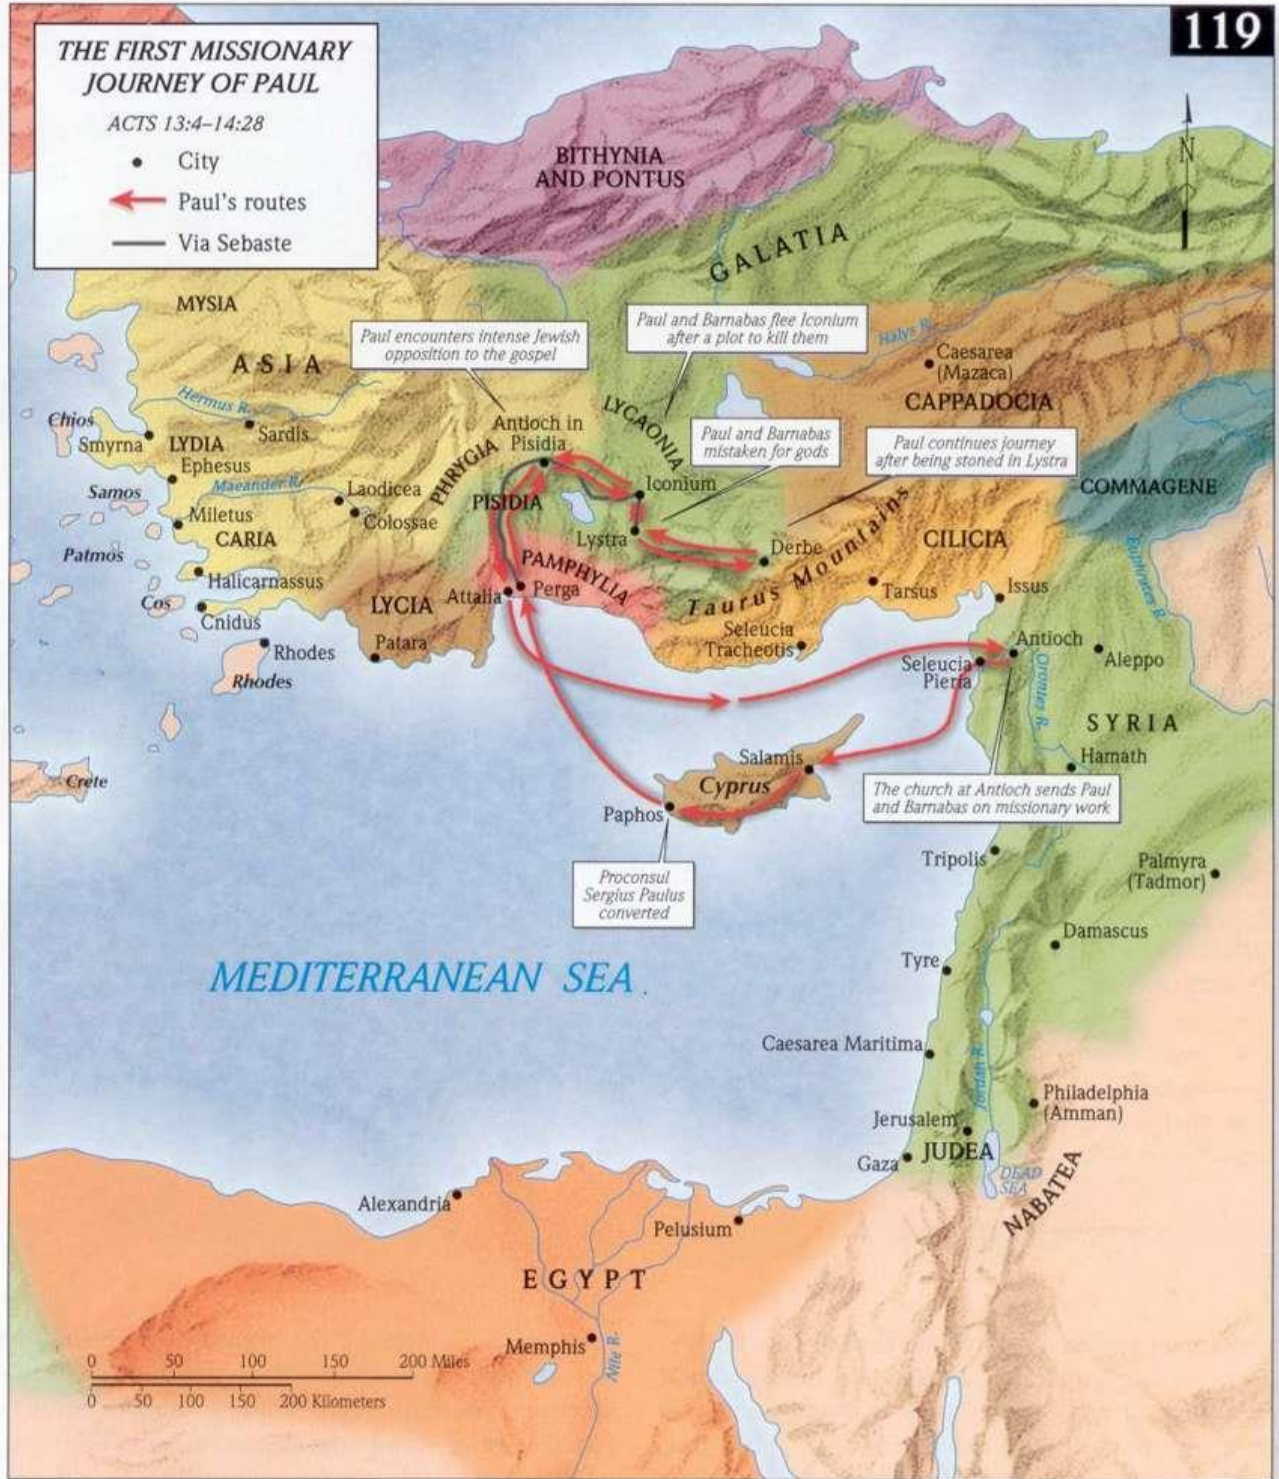 119
THE FIRST MISSIONARY
JOURNEY OF PAUL
ACTS 13:4–14:28
City
Paul's routes
Via Sebaste
N
BITHYNIA
AND PONTUS
GALATIA
MYSIA
ASIA
Paul encounters intense Jewish
opposition to the gospel
Paul and Barnabas flee Iconium
after a plot to kill them
Halys R.
Caesarea
(Mazaca)
CAPPADOCIA
Hermus R.
Chios
Smyrna
LYDIA
Sardis
Antioch in
Pisidia
LYCAONIA
Paul and Barnabas
mistaken for gods
Paul continues journey
after being stoned in Lystra
PHRYGIA
Ephesus
Maeander R.
Laodicea
Colossae
Samos
Miletus
CARIA
PISIDIA
Iconium
COMMAGENE
Lystra
Derbe
CILICIA
Taurus Mountains
Euphrates R.
Patmos
Halicarnassus
Cos
Cnidus
LYCIA
Attalia
PAMPHYLIA
Perga
Tarsus
Issus
Rhodes
Rhodes
Patara
Seleucia
Tracheotis
Seleucia
Pieria
Antioch
Aleppo
Orontes R.
SYRIA
Hamath
Crete
Salamis
Cyprus
Paphos
The church at Antioch sends Paul
and Barnabas on missionary work
Proconsul
Sergius Paulus
converted
Tripolis
Palmyra
(Tadmor)
Damascus
Tyre
MEDITERRANEAN SEA
Caesarea Maritima
Jordan R.
Philadelphia
(Amman)
Jerusalem
JUDEA
Gaza
DEAD
SEA
NABATEA
Alexandria
Pelusium
EGYPT
Memphis
Nile R.
0 50 100 150 200 Miles
0 50 100 150 200 Kilometers